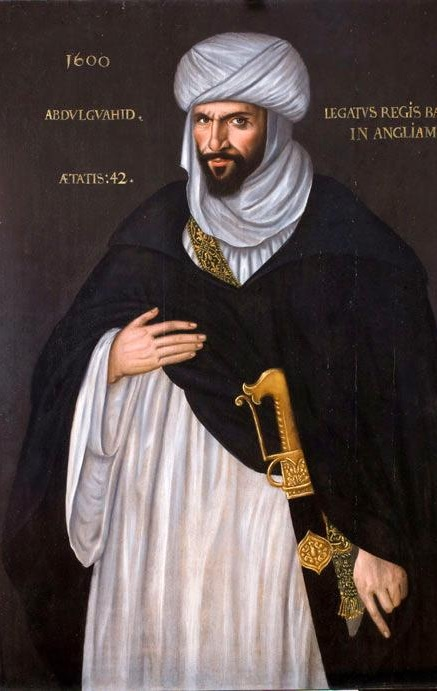 1600
ABDVLGVAHID.
ÆTATIS:42.
LEGATVS REGIS BA
IN ANGLIAM